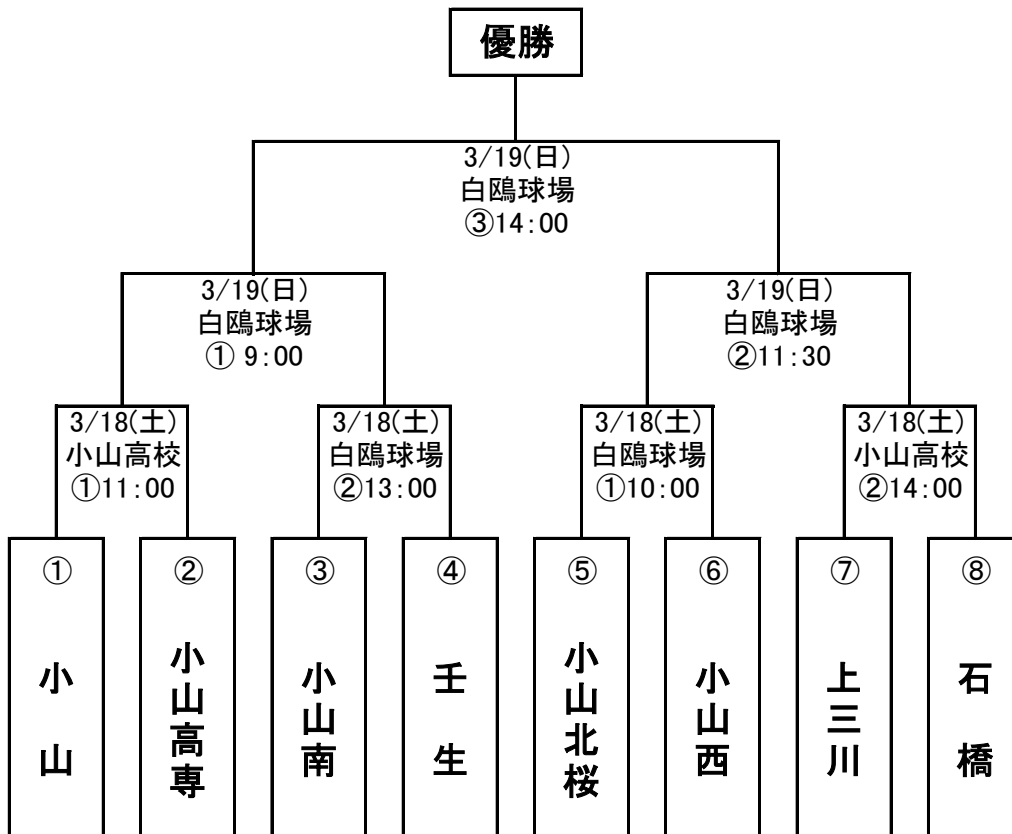 優勝
3/19(日)
白鴎球場
③14:00
3/19(日)
白鴎球場
① 9:00
3/19(日)
白鴎球場
②11:30
3/18(土)
小山高校
①11:00
3/18(土)
白鴎球場
②13:00
3/18(土)
白鴎球場
①10:00
3/18(土)
小山高校
②14:00
①
小山
②
小山高専
③
小山南
④
壬生
⑤
小山北桜
⑥
小山西
⑦
上三川
⑧
石橋